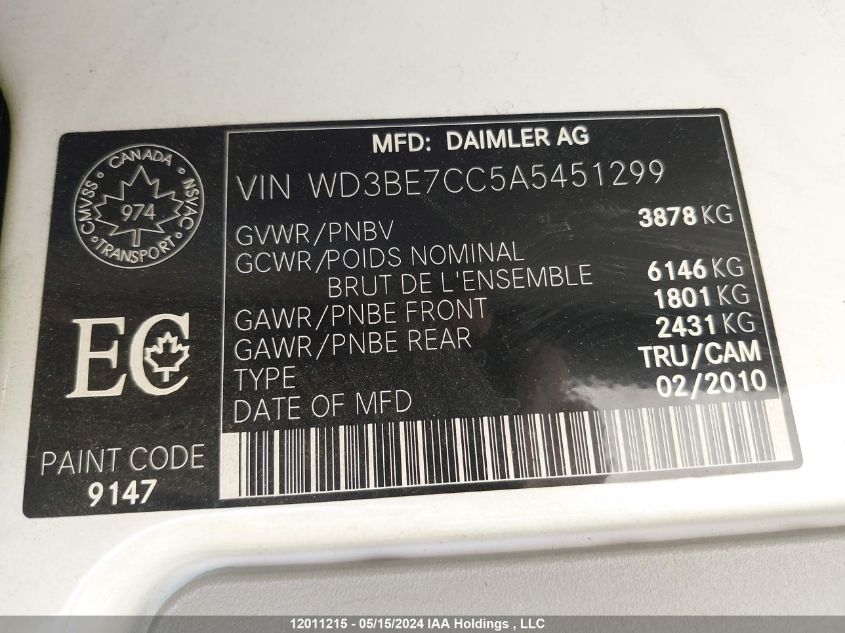 MFD: DAIMLER AG
CANADA
CMVSS
NSVAC
974
TRANSPORT
VIN WD3BE7CC5A5451299
GVWR/PNBV 3878 KG
GCWR/POIDS NOMINAL
BRUT DE L'ENSEMBLE 6146 KG
GAWR/PNBE FRONT 1801 KG
GAWR/PNBE REAR 2431 KG
TYPE TRU/CAM
DATE OF MFD 02/2010
EC
PAINT CODE
9147
12011215 - 05/15/2024 IAA Holdings , LLC